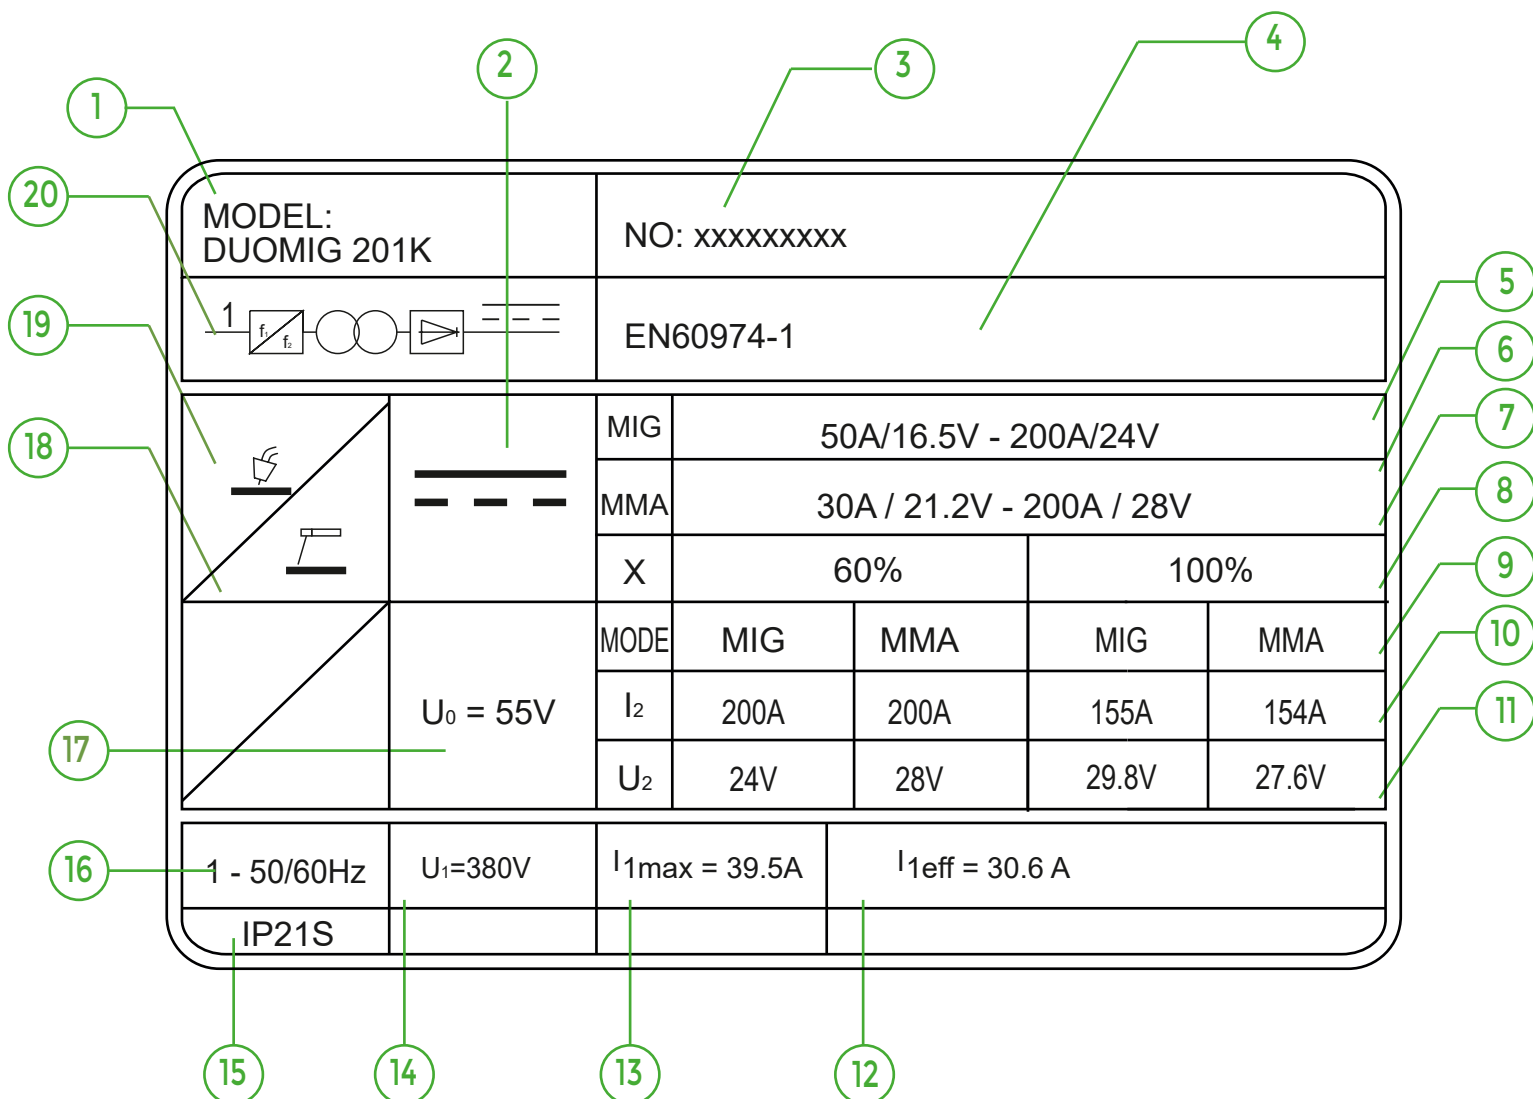 1
2
3
4
20
MODEL:
DUOMIG 201K
NO: xxxxxxxxx
5
19
1
f₁
f₂
EN60974-1
6
18
MIG
50A/16.5V - 200A/24V
7
MMA
30A / 21.2V - 200A / 28V
8
X
60%
100%
9
MODE
MIG
MMA
MIG
MMA
10
U₀ = 55V
I₂
200A
200A
155A
154A
11
17
U₂
24V
28V
29.8V
27.6V
16
1 - 50/60Hz
U₁=380V
I1max = 39.5A
I1eff = 30.6 A
IP21S
15
14
13
12